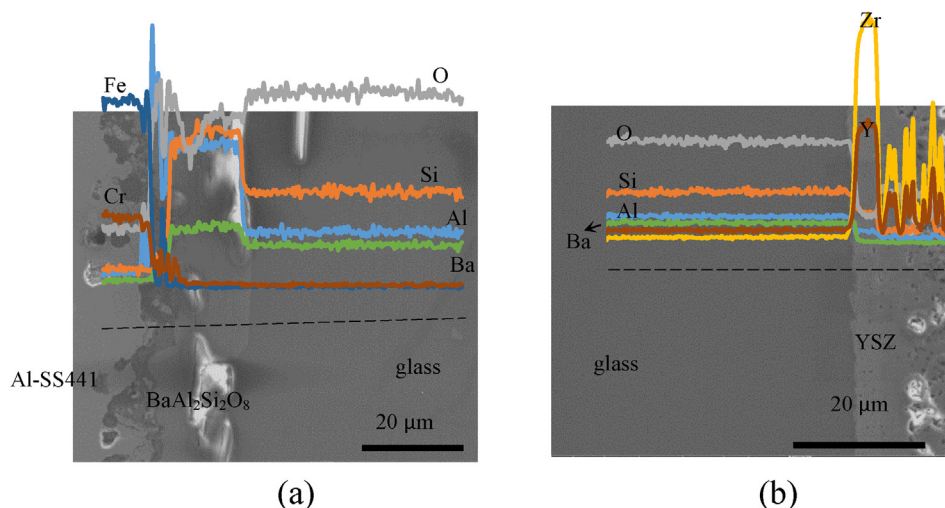 Fe
O
Cr
Si
Al
Ba
Al-SS441
BaAl₂Si₂O₈
glass
20 μm
(a)
Zr
O
Y
Si
Al
Ba
glass
YSZ
20 μm
(b)